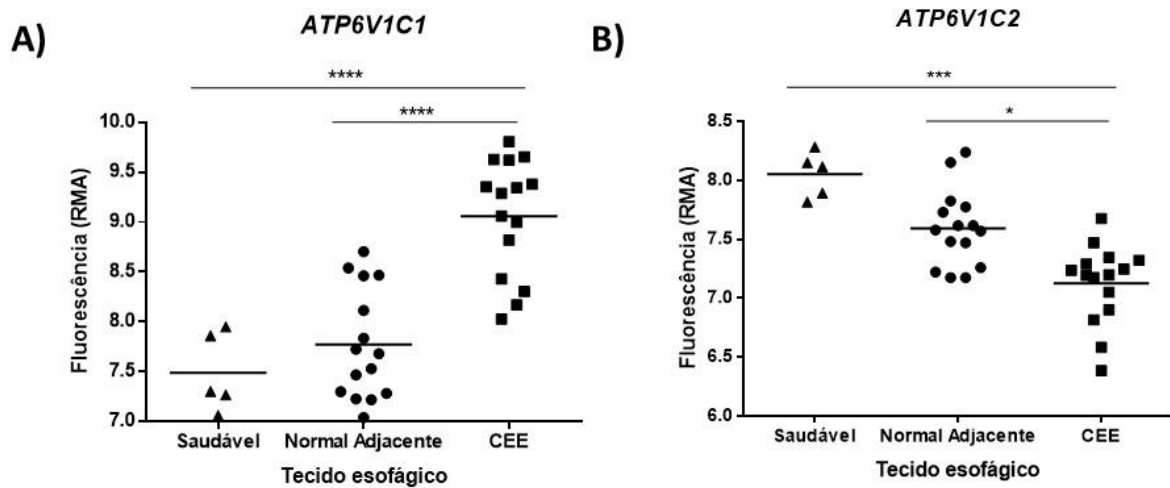 A)
ATP6V1C1
****
****
Fluorescência (RMA)
10.0
9.5
9.0
8.5
8.0
7.5
7.0
Saudável Normal Adjacente CEE
Tecido esofágico
B)
ATP6V1C2
***
*
Fluorescência (RMA)
8.5
8.0
7.5
7.0
6.5
6.0
Saudável Normal Adjacente CEE
Tecido esofágico